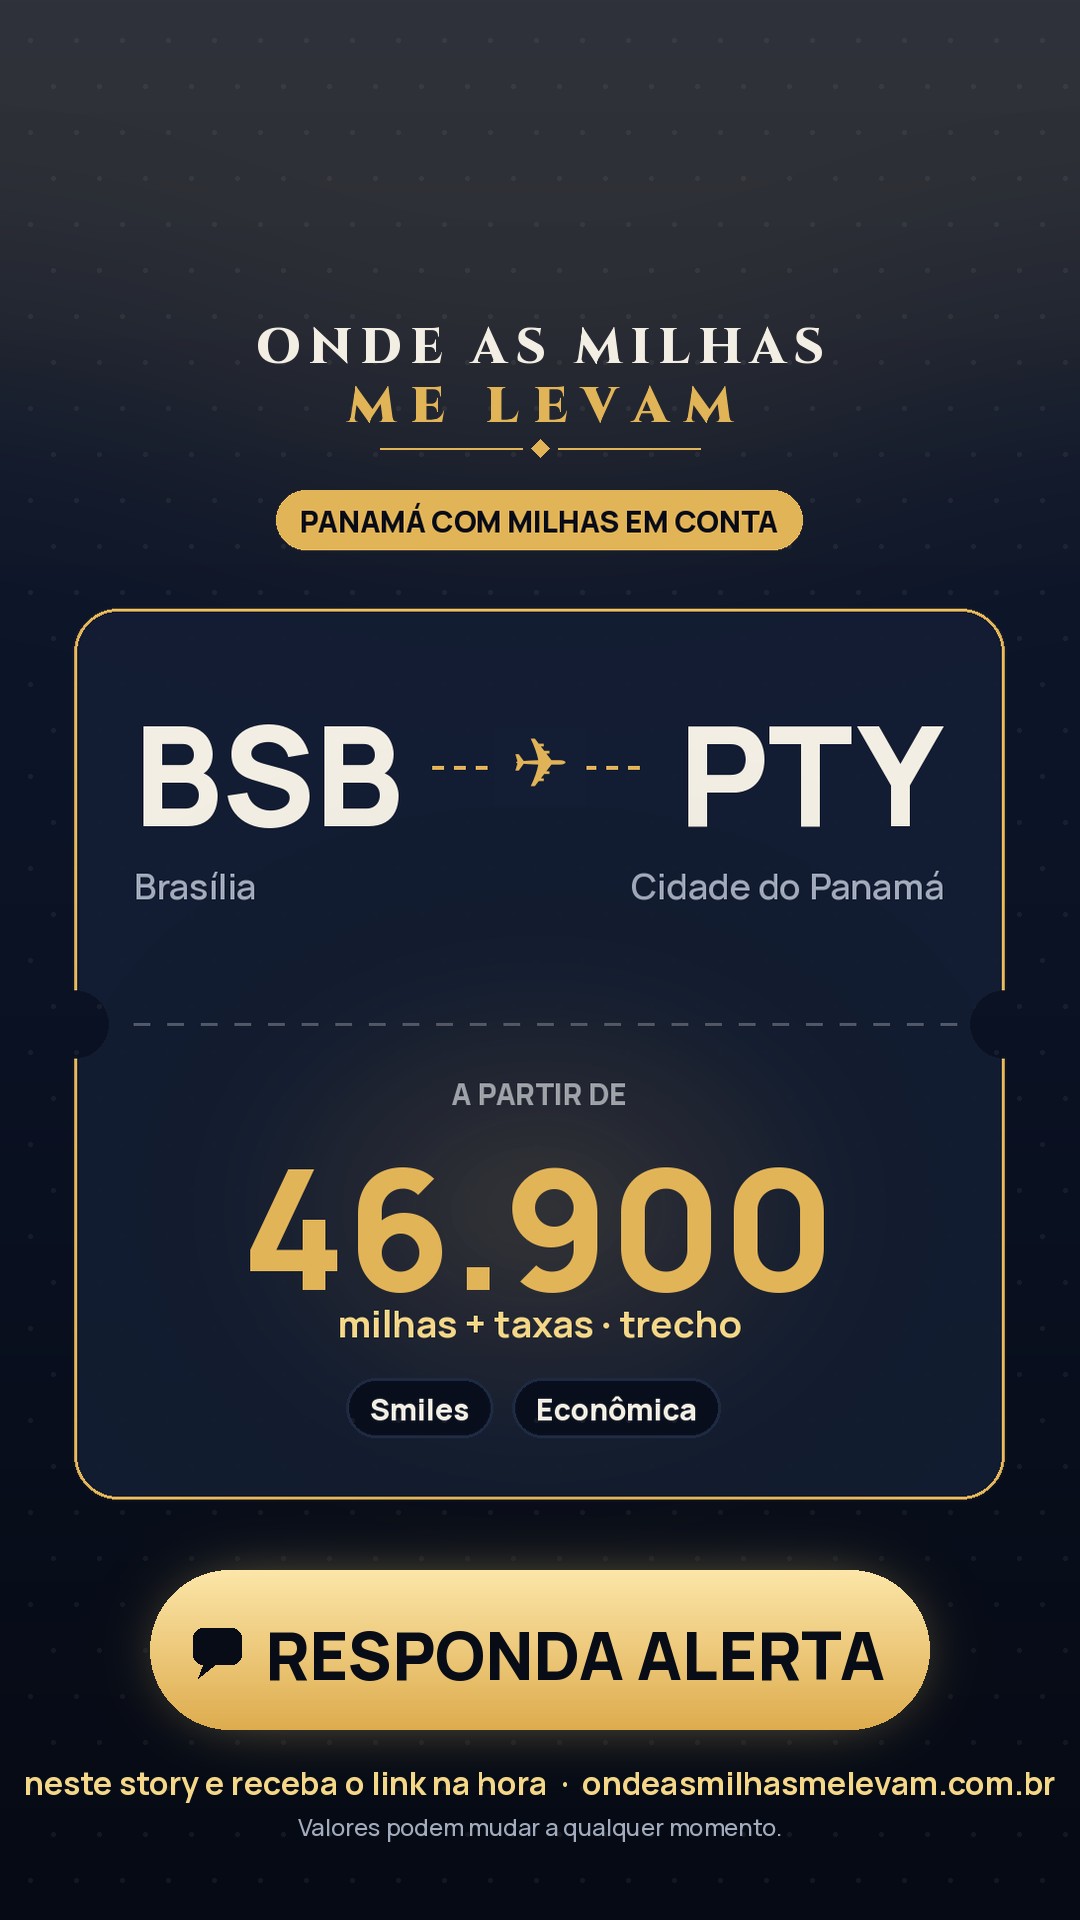 ONDE AS MILHAS
ME LEVAM
PANAMÁ COM MILHAS EM CONTA
BSB --- ✈ --- PTY
Brasília Cidade do Panamá
A PARTIR DE
46.900
milhas + taxas · trecho
Smiles Econômica
RESPONDA ALERTA
neste story e receba o link na hora · ondeasmilhasmelevam.com.br
Valores podem mudar a qualquer momento.